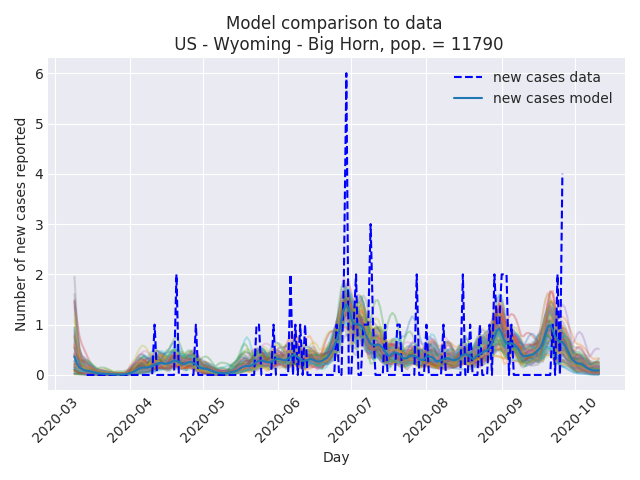 Model comparison to data
US - Wyoming - Big Horn, pop. = 11790
new cases data
new cases model
Number of new cases reported
6
5
4
3
2
1
0
2020-03
2020-04
2020-05
2020-06
2020-07
2020-08
2020-09
2020-10
Day